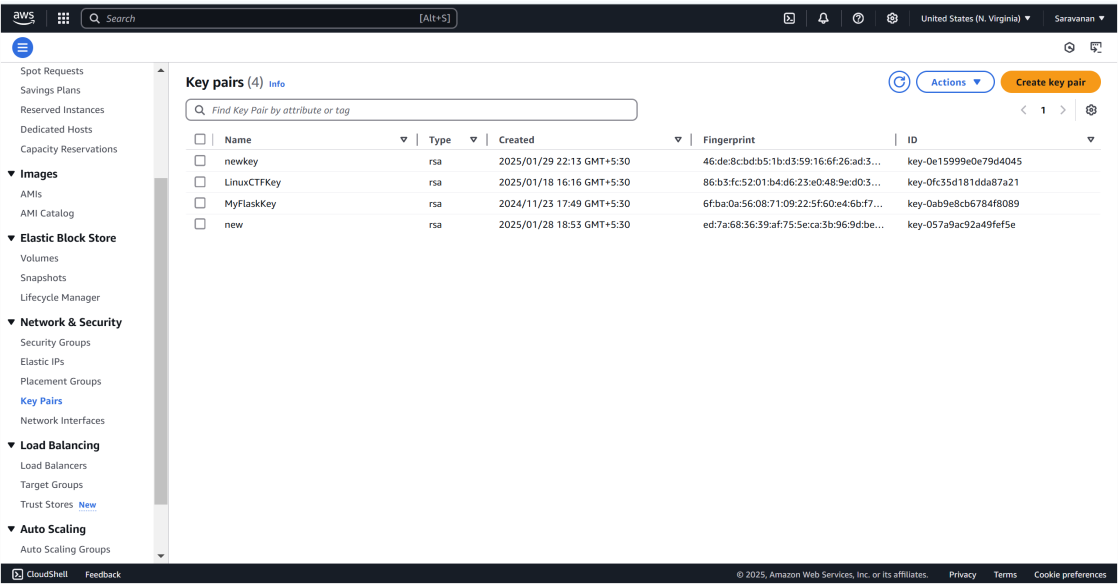 aws Search [Alt+S] United States (N. Virginia) Saravanan
Spot Requests
Savings Plans
Reserved Instances
Dedicated Hosts
Capacity Reservations
Images
AMIs
AMI Catalog
Elastic Block Store
Volumes
Snapshots
Lifecycle Manager
Network & Security
Security Groups
Elastic IPs
Placement Groups
Key Pairs
Network Interfaces
Load Balancing
Load Balancers
Target Groups
Trust Stores New
Auto Scaling
Auto Scaling Groups
Key pairs (4) Info Actions Create key pair
Find Key Pair by attribute or tag 1
Name Type Created Fingerprint ID
newkey rsa 2025/01/29 22:13 GMT+5:30 46:de:8c:bd:b5:1b:d3:59:16:6f:26:ad:3... key-0e15999e0e79d4045
LinuxCTFKey rsa 2025/01/18 16:16 GMT+5:30 86:b3:fc:52:01:b4:d6:23:e0:48:9e:d0:3... key-0fc35d181dda87a21
MyFlaskKey rsa 2024/11/23 17:49 GMT+5:30 6f:ba:0a:56:08:71:09:22:5f:60:e4:6b:f7... key-0ab9e8cb6784f8089
new rsa 2025/01/28 18:53 GMT+5:30 ed:7a:68:36:39:af:75:5e:ca:3b:96:9d:be... key-057a9ac92a49fef5e
CloudShell Feedback © 2025, Amazon Web Services, Inc. or its affiliates. Privacy Terms Cookie preferences